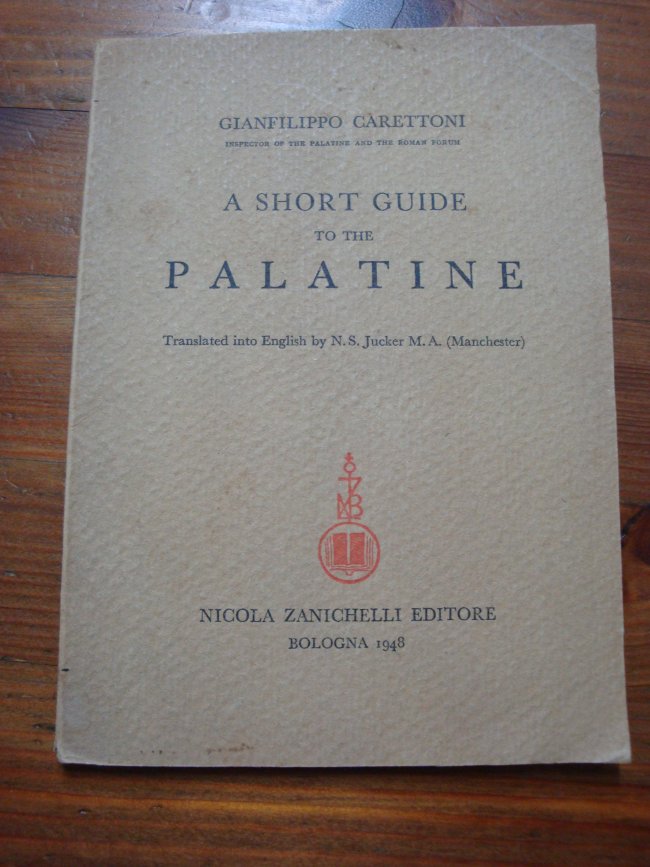 GIANFILIPPO CARETTONI
INSPECTOR OF THE PALATINE AND THE ROMAN FORUM
A SHORT GUIDE
TO THE
PALATINE
Translated into English by N. S. Jucker M. A. (Manchester)
NICOLA ZANICHELLI EDITORE
BOLOGNA 1948